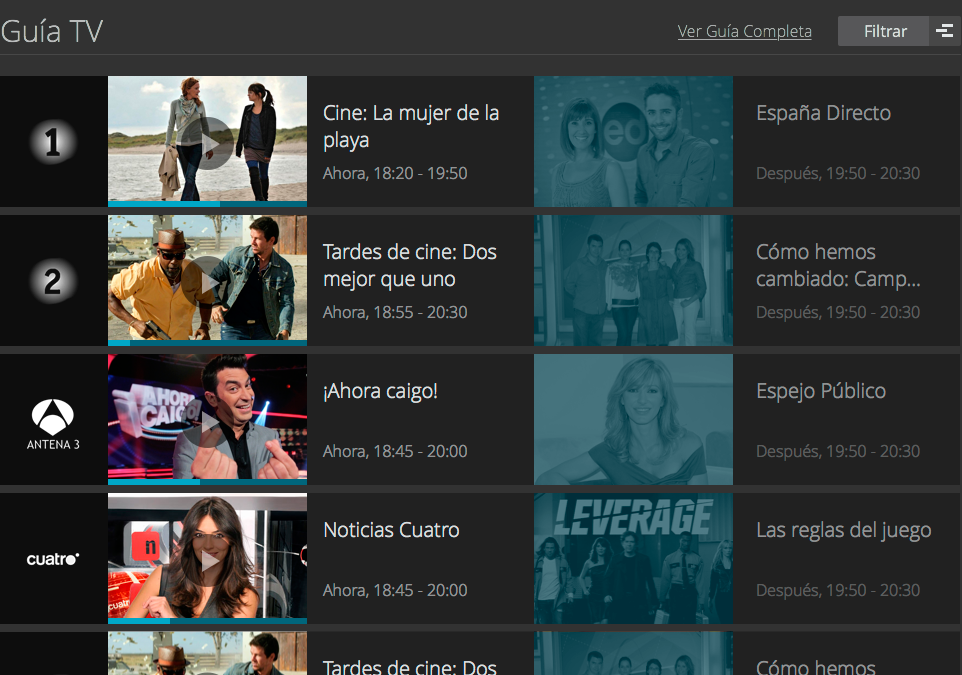 Guía TV
Ver Guía Completa
Filtrar
1
Cine: La mujer de la
playa
Ahora, 18:20 - 19:50
ed
España Directo
Después, 19:50 - 20:30
2
Tardes de cine: Dos
mejor que uno
Ahora, 18:55 - 20:30
Cómo hemos
cambiado: Camp...
Después, 19:50 - 20:30
ANTENA 3
AHORA
CAIGO!
¡Ahora caigo!
Ahora, 18:45 - 20:00
Espejo Público
Después, 19:50 - 20:30
cuatro
n
cuatro
Noticias Cuatro
Ahora, 18:45 - 20:00
LEVERAGE
Las reglas del juego
Después, 19:50 - 20:30
Tardes de cine: Dos
Cómo hemos